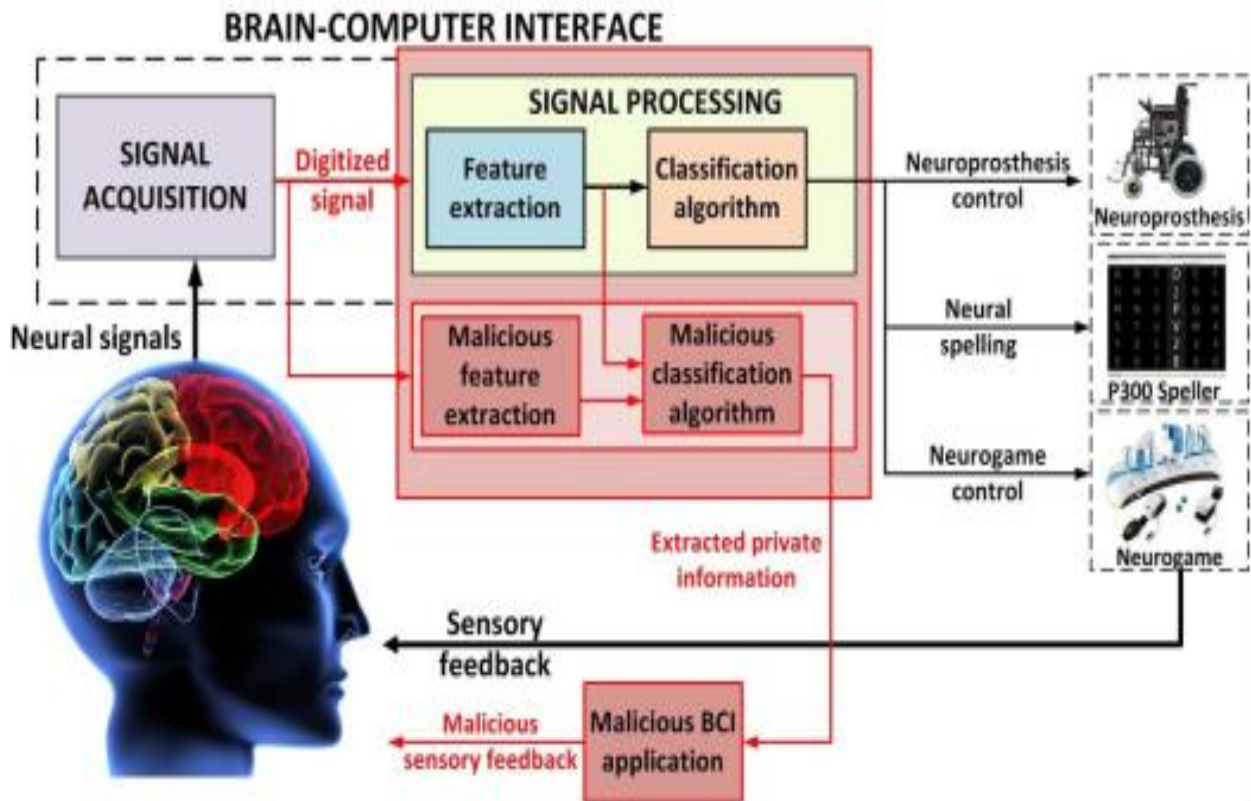 BRAIN-COMPUTER INTERFACE
SIGNAL
ACQUISITION
Digitized
signal
SIGNAL PROCESSING
Feature
extraction
Classification
algorithm
Neuroprosthesis
control
Neuroprosthesis
Neural signals
Malicious
feature
extraction
Malicious
classification
algorithm
Neural
spelling
P300 Speller
Neurogame
control
Neurogame
Extracted private
information
Sensory
feedback
Malicious
sensory feedback
Malicious BCI
application